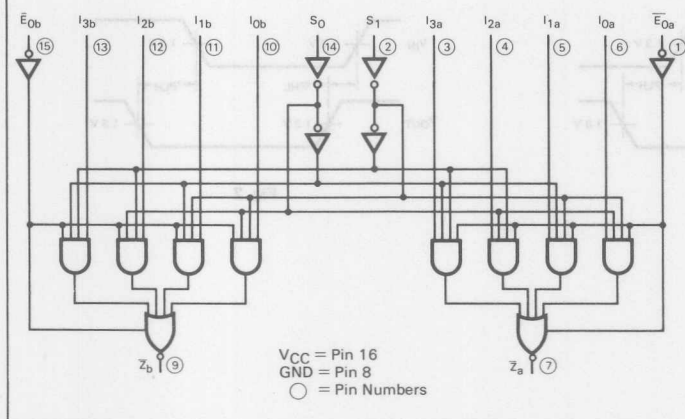 Ē0b I3b I2b I1b I0b S0 S1 I3a I2a I1a I0a Ē0a
15 13 12 11 10 14 2 3 4 5 6 1
Z̄b 9 Z̄a 7
VCC = Pin 16
GND = Pin 8
◯ = Pin Numbers